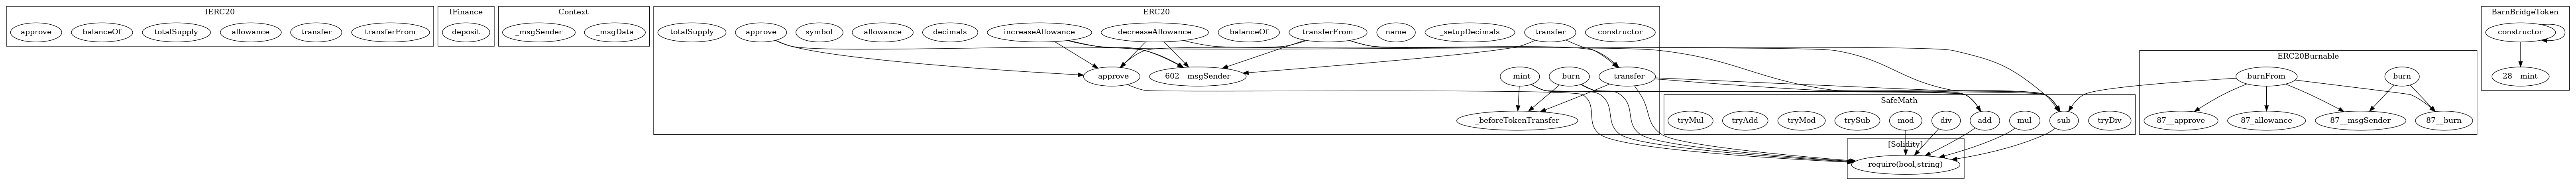 IERC20
approve
balanceOf
totalSupply
allowance
transfer
transferFrom
IFinance
deposit
Context
_msgSender
_msgData
ERC20
totalSupply
approve
symbol
allowance
decimals
increaseAllowance
decreaseAllowance
balanceOf
transferFrom
name
_setupDecimals
transfer
constructor
_approve
602__msgSender
_mint
_burn
_transfer
_beforeTokenTransfer
SafeMath
tryMul
tryAdd
tryMod
trySub
mod
div
add
mul
sub
tryDiv
[Solidity]
require(bool,string)
ERC20Burnable
burnFrom
burn
87__approve
87_allowance
87__msgSender
87__burn
BarnBridgeToken
constructor
28__mint